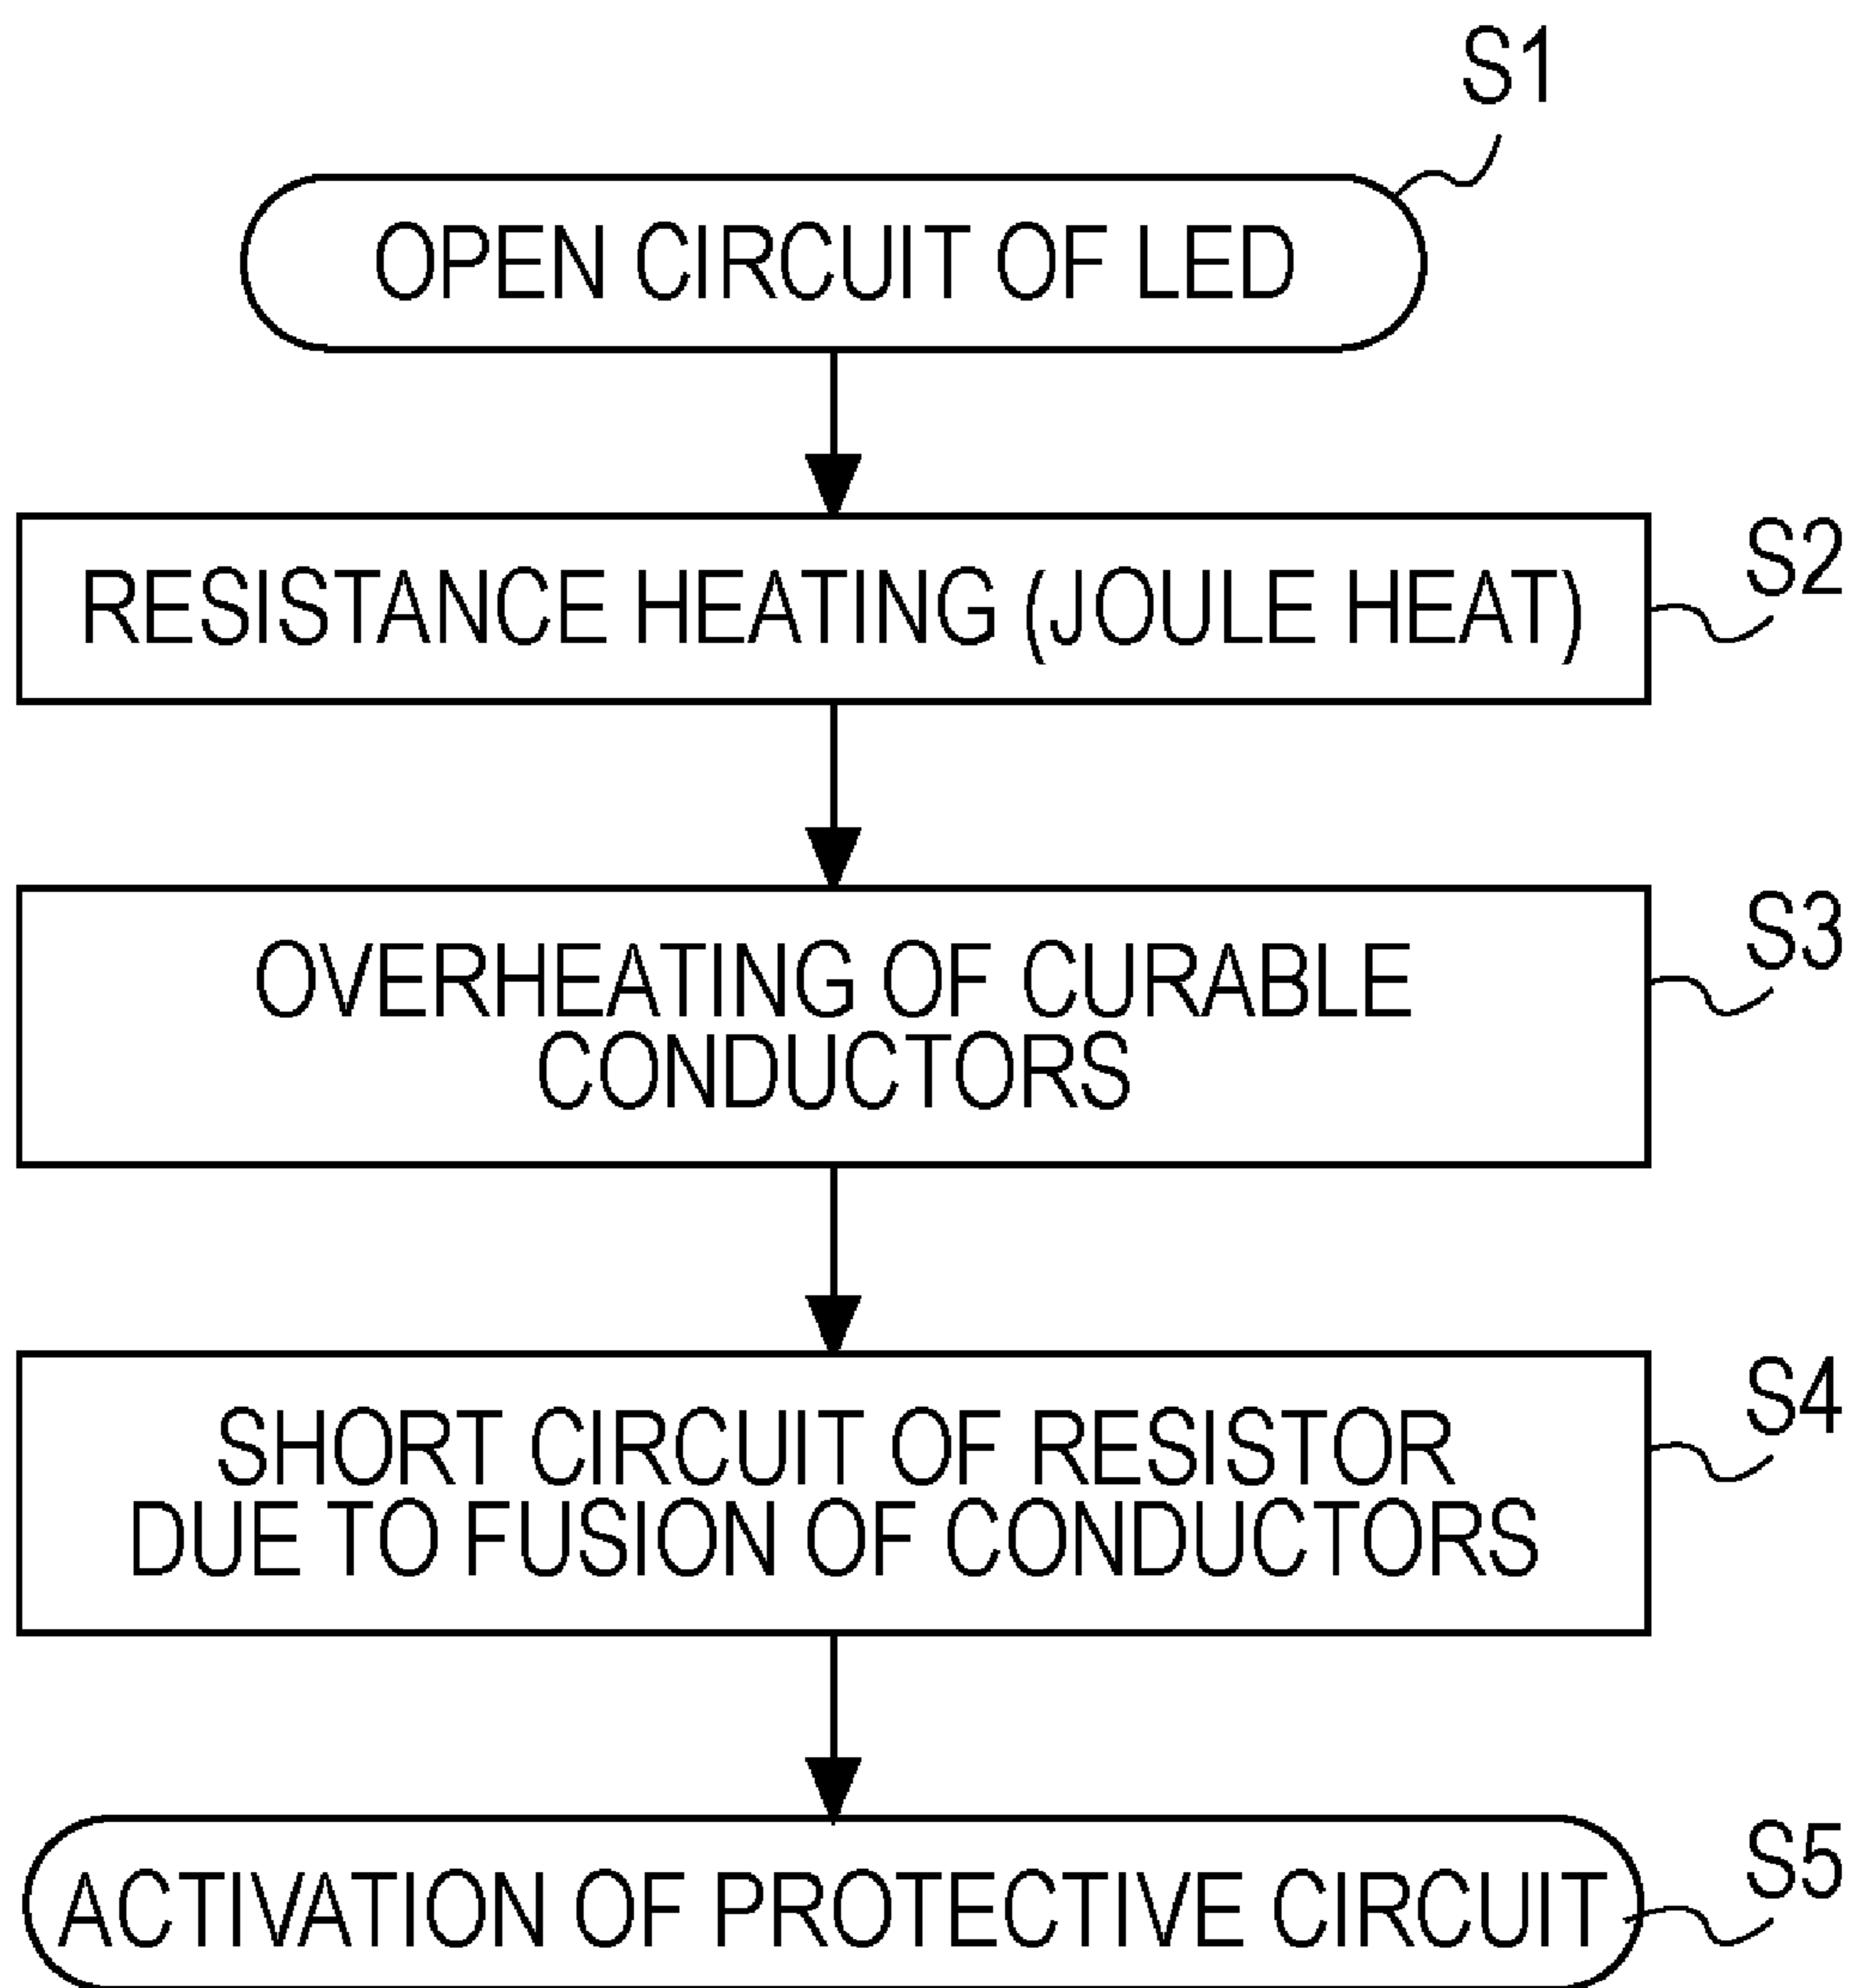 S1
OPEN CIRCUIT OF LED
S2
RESISTANCE HEATING (JOULE HEAT)
S3
OVERHEATING OF CURABLE
CONDUCTORS
S4
SHORT CIRCUIT OF RESISTOR
DUE TO FUSION OF CONDUCTORS
S5
ACTIVATION OF PROTECTIVE CIRCUIT